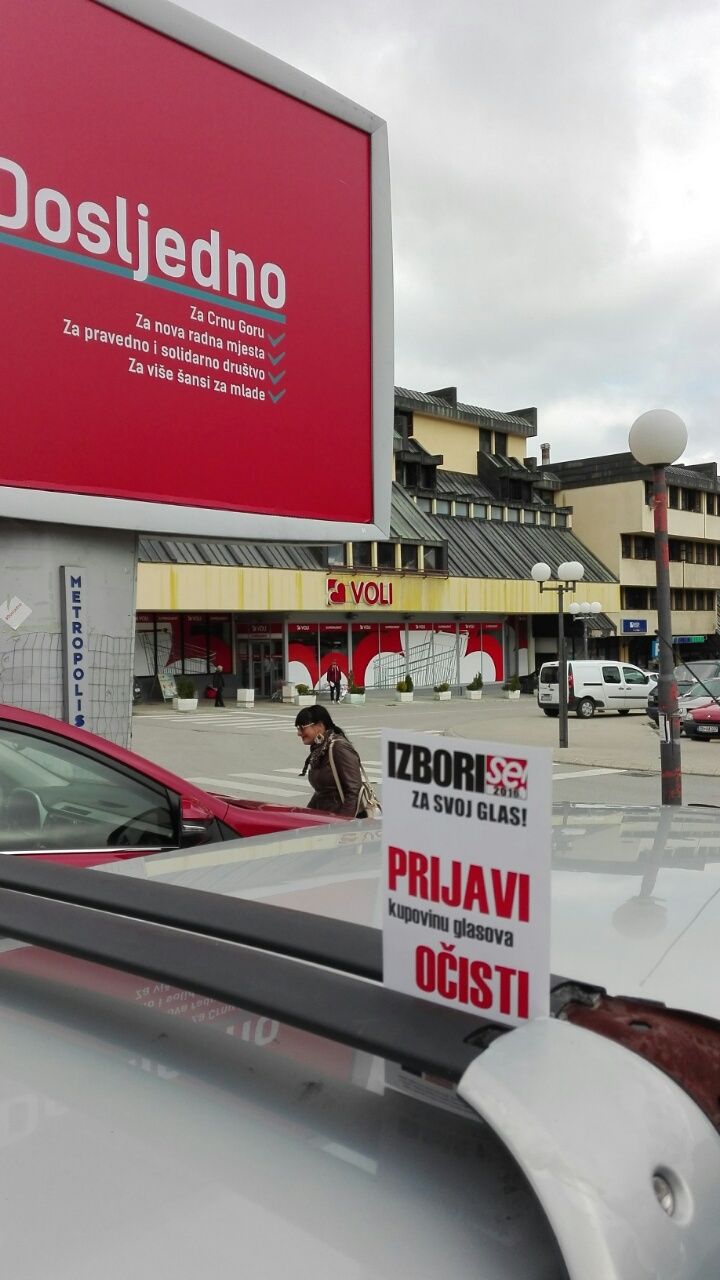 Dosljedno
Za Crnu Goru
Za nova radna mjesta
Za pravedno i solidarno društvo
Za više šansi za mlade
VOLI
METROPOLIS
IZBORI se!
2016.
ZA SVOJ GLAS!
PRIJAVI
kupovinu glasova
OČISTI